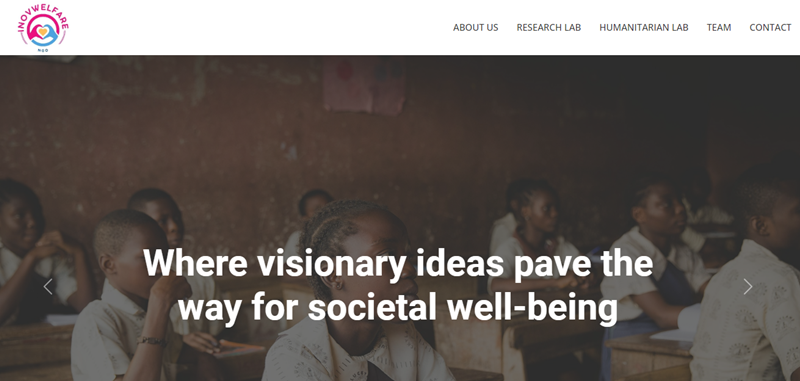 INOVWELFARE
NGO
ABOUT US
RESEARCH LAB
HUMANITARIAN LAB
TEAM
CONTACT
Where visionary ideas pave the
way for societal well-being